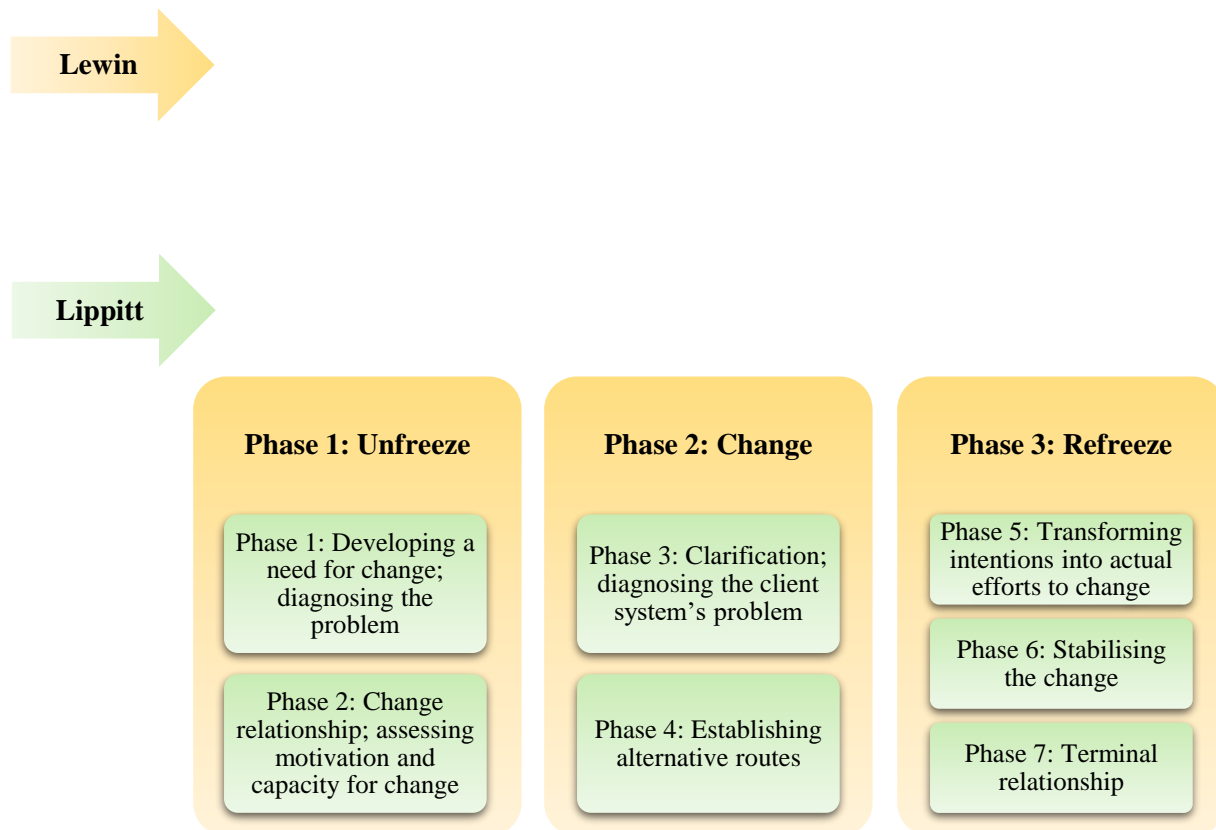 Lewin
Lippitt
Phase 1: Unfreeze
Phase 1: Developing a
need for change;
diagnosing the
problem
Phase 2: Change
relationship; assessing
motivation and
capacity for change
Phase 2: Change
Phase 3: Clarification;
diagnosing the client
system’s problem
Phase 4: Establishing
alternative routes
Phase 3: Refreeze
Phase 5: Transforming
intentions into actual
efforts to change
Phase 6: Stabilising
the change
Phase 7: Terminal
relationship